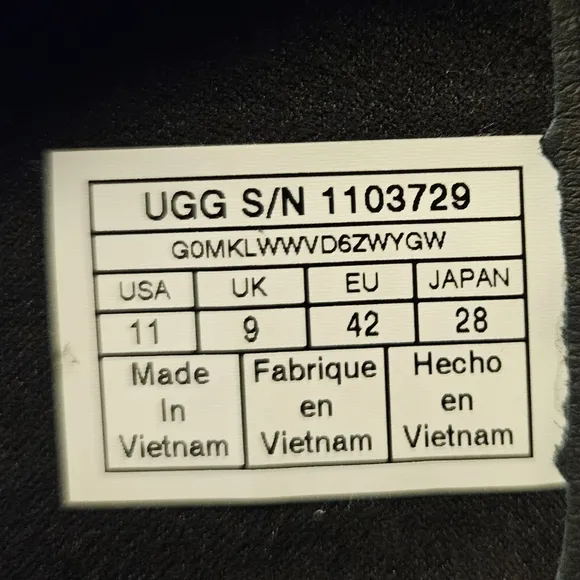 UGG S/N 1103729
G0MKLWWVD6ZWYGW
USA UK EU JAPAN
11 9 42 28
Made Fabrique Hecho
In en en
Vietnam Vietnam Vietnam